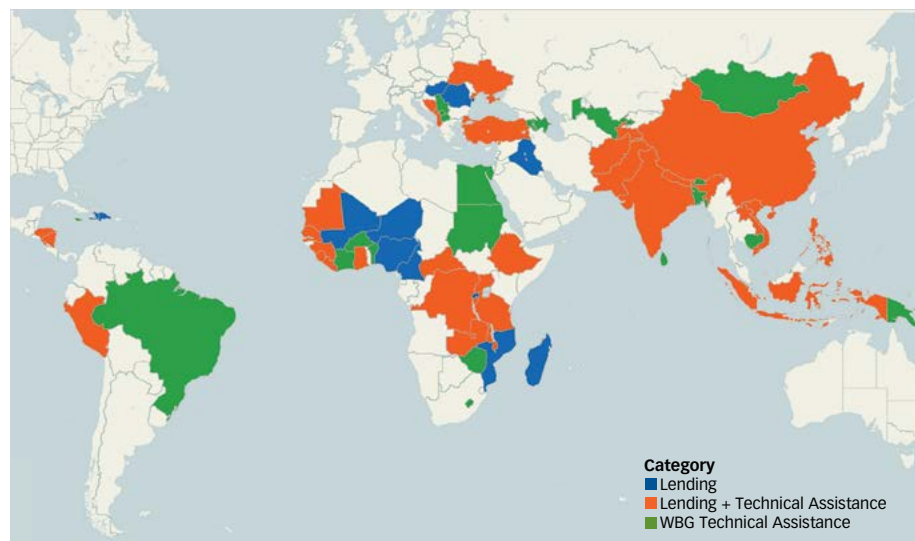 Category
Lending
Lending + Technical Assistance
WBG Technical Assistance